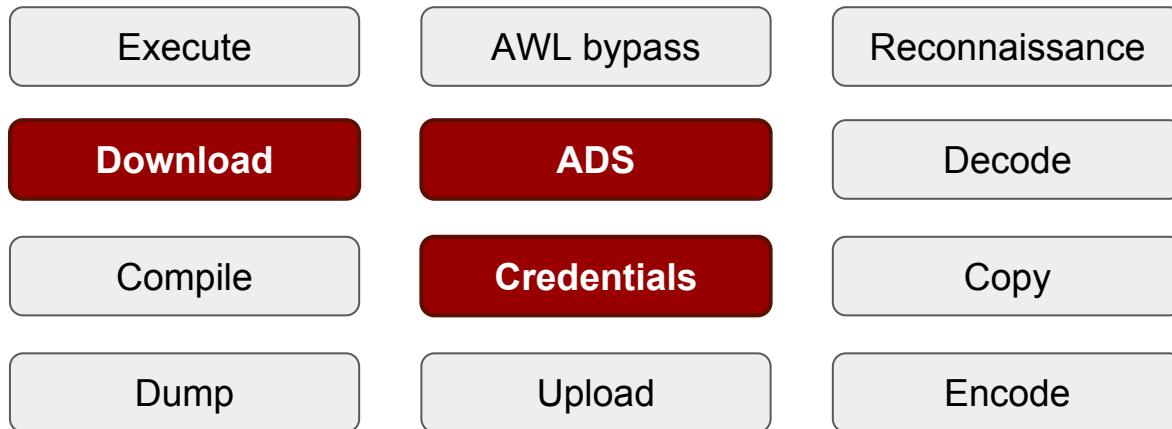 Execute
AWL bypass
Reconnaissance
Download
ADS
Decode
Compile
Credentials
Copy
Dump
Upload
Encode